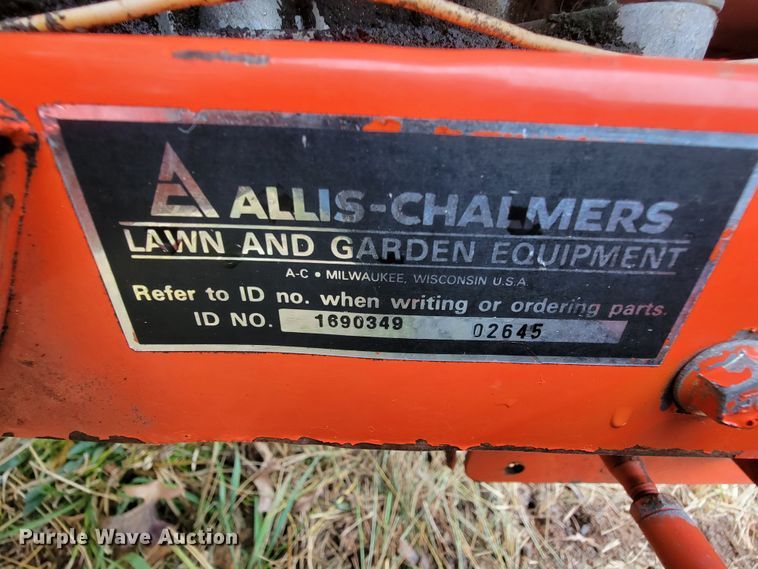 ALLIS-CHALMERS
LAWN AND GARDEN EQUIPMENT
A-C • MILWAUKEE, WISCONSIN U.S.A.
Refer to ID no. when writing or ordering parts.
ID NO. 1690349 02645
Purple Wave Auction